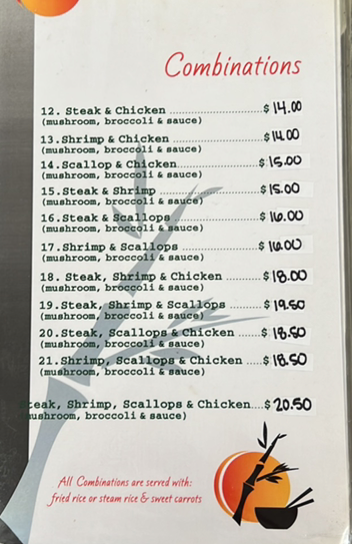 Combinations
12. Steak & Chicken ........................ $ 14.00
(mushroom, broccoli & sauce)
13.Shrimp & Chicken ........................ $ 14.00
(mushroom, broccoli & sauce)
14.Scallop & Chicken........................ $ 15.00
(mushroom, broccoli & sauce)
15.Steak & Shrimp ........................ $ 15.00
(mushroom, broccoli & sauce)
16.Steak & Scallops ........................ $ 16.00
(mushroom, broccoli & sauce)
17.Shrimp & Scallops ........................ $ 16.00
(mushroom, broccoli & sauce)
18. Steak, Shrimp & Chicken ......... $ 18.00
(mushroom, broccoli & sauce)
19.Steak, Shrimp & Scallops ........ $ 19.50
(mushroom, broccoli & sauce)
20.Steak, Scallops & Chicken ....... $ 18.50
(mushroom, broccoli & sauce)
21.Shrimp, Scallops & Chicken .....$ 18.50
(mushroom, broccoli & sauce)
Steak, Shrimp, Scallops & Chicken....$ 20.50
mushroom, broccoli & sauce)
All Combinations are served with:
fried rice or steam rice & sweet carrots